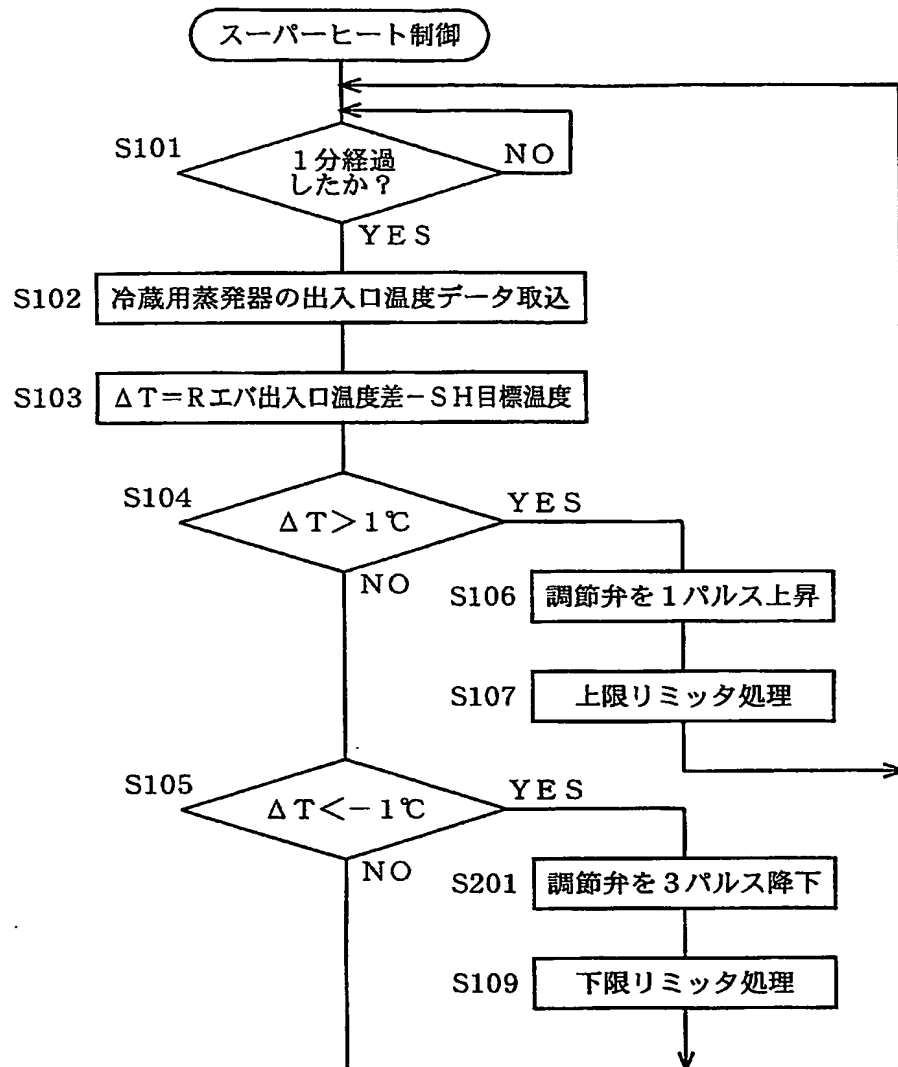 スーパーヒート制御
S101
1分経過
したか？
NO
YES
S102
冷蔵用蒸発器の出入口温度データ取込
S103
ΔT＝Rエバ出入口温度差－SH目標温度
S104
ΔT＞1℃
YES
NO
S106
調節弁を1パルス上昇
S107
上限リミッタ処理
S105
ΔT＜－1℃
YES
NO
S201
調節弁を3パルス降下
S109
下限リミッタ処理